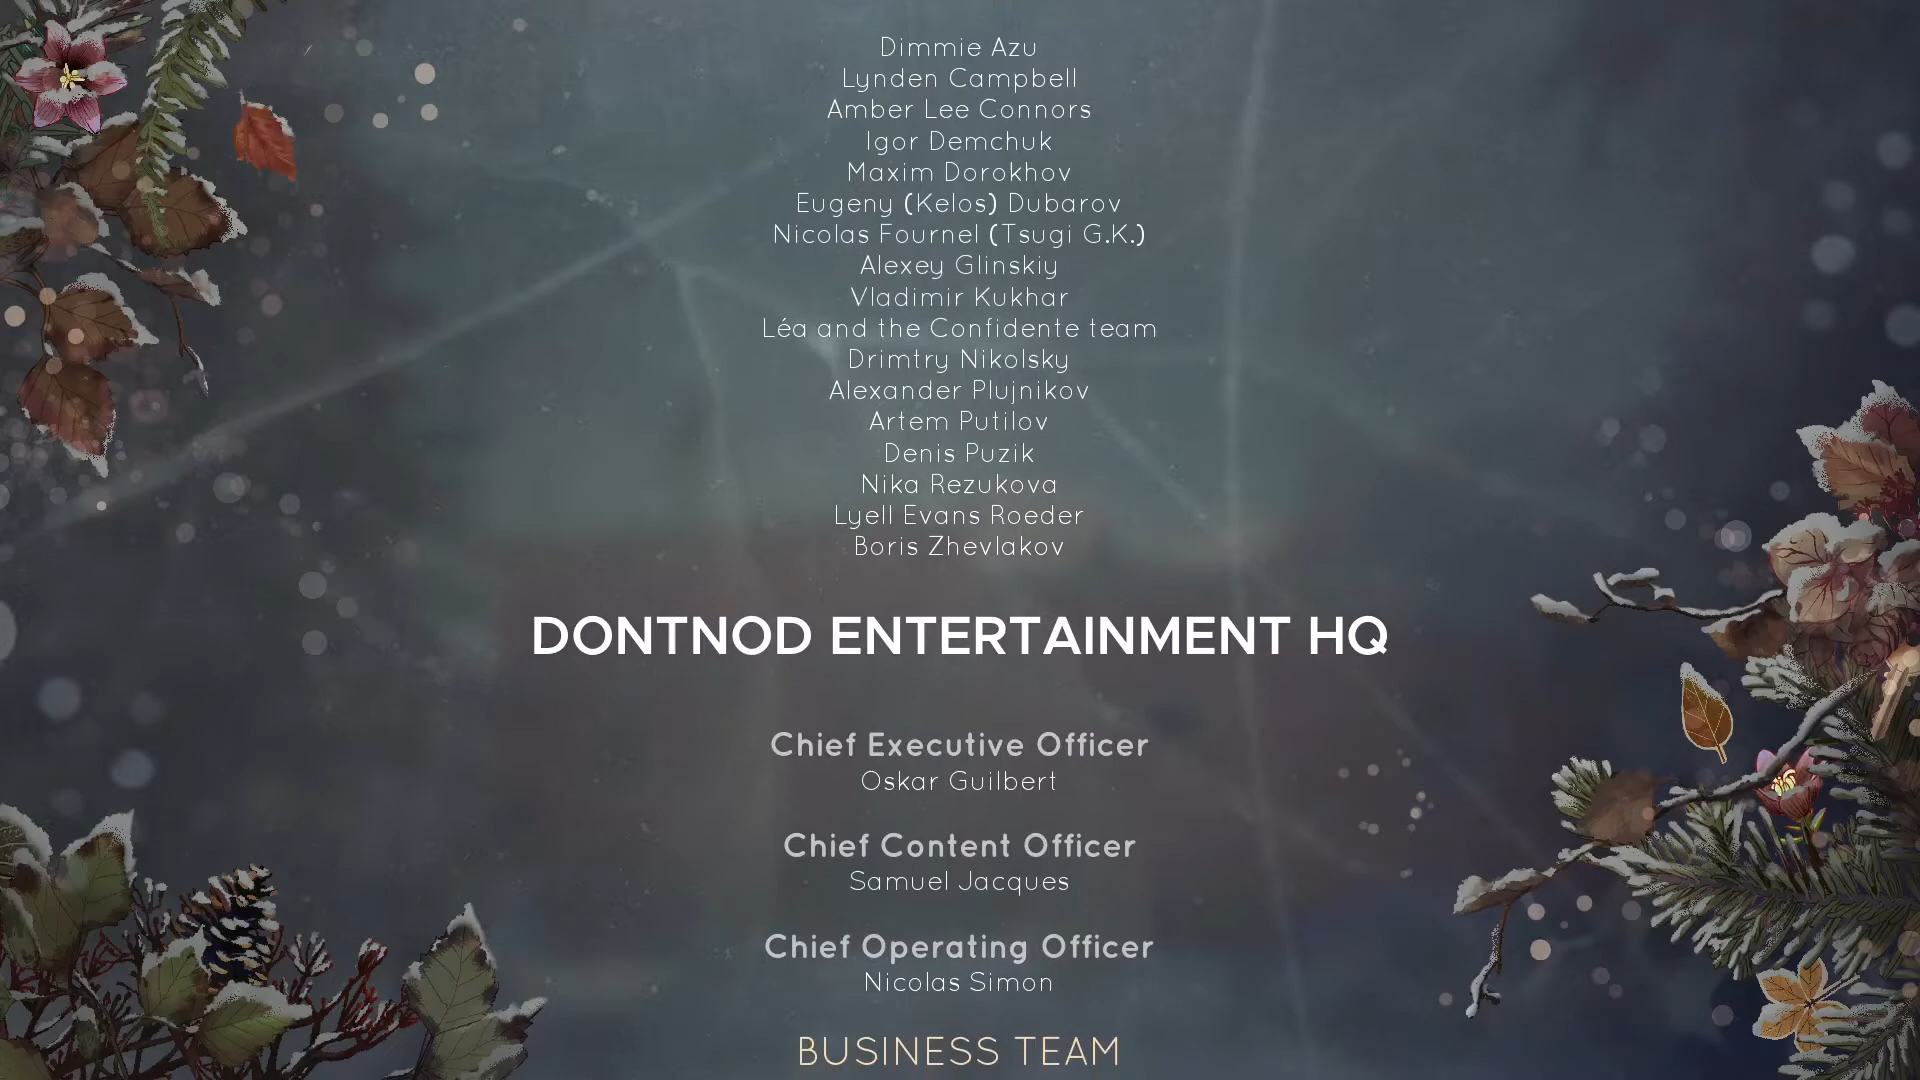 Dimmie Azu
Lynden Campbell
Amber Lee Connors
Igor Demchuk
Maxim Dorokhov
Eugeny (Kelos) Dubarov
Nicolas Fournel (Tsugi G.K.)
Alexey Glinskiy
Vladimir Kukhar
Léa and the Confidente team
Drimtry Nikolsky
Alexander Plujnikov
Artem Putilov
Denis Puzik
Nika Rezukova
Lyell Evans Roeder
Boris Zhevlakov
DONTNOD ENTERTAINMENT HQ
Chief Executive Officer
Oskar Guilbert
Chief Content Officer
Samuel Jacques
Chief Operating Officer
Nicolas Simon
BUSINESS TEAM